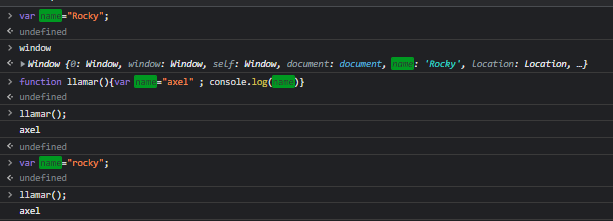 var name="Rocky";
undefined
window
Window {0: Window, window: Window, self: Window, document: document, name: 'Rocky', location: Location, …}
function llamar(){var name="axel" ; console.log(name)}
undefined
llamar();
axel
undefined
var name="rocky";
undefined
llamar();
axel